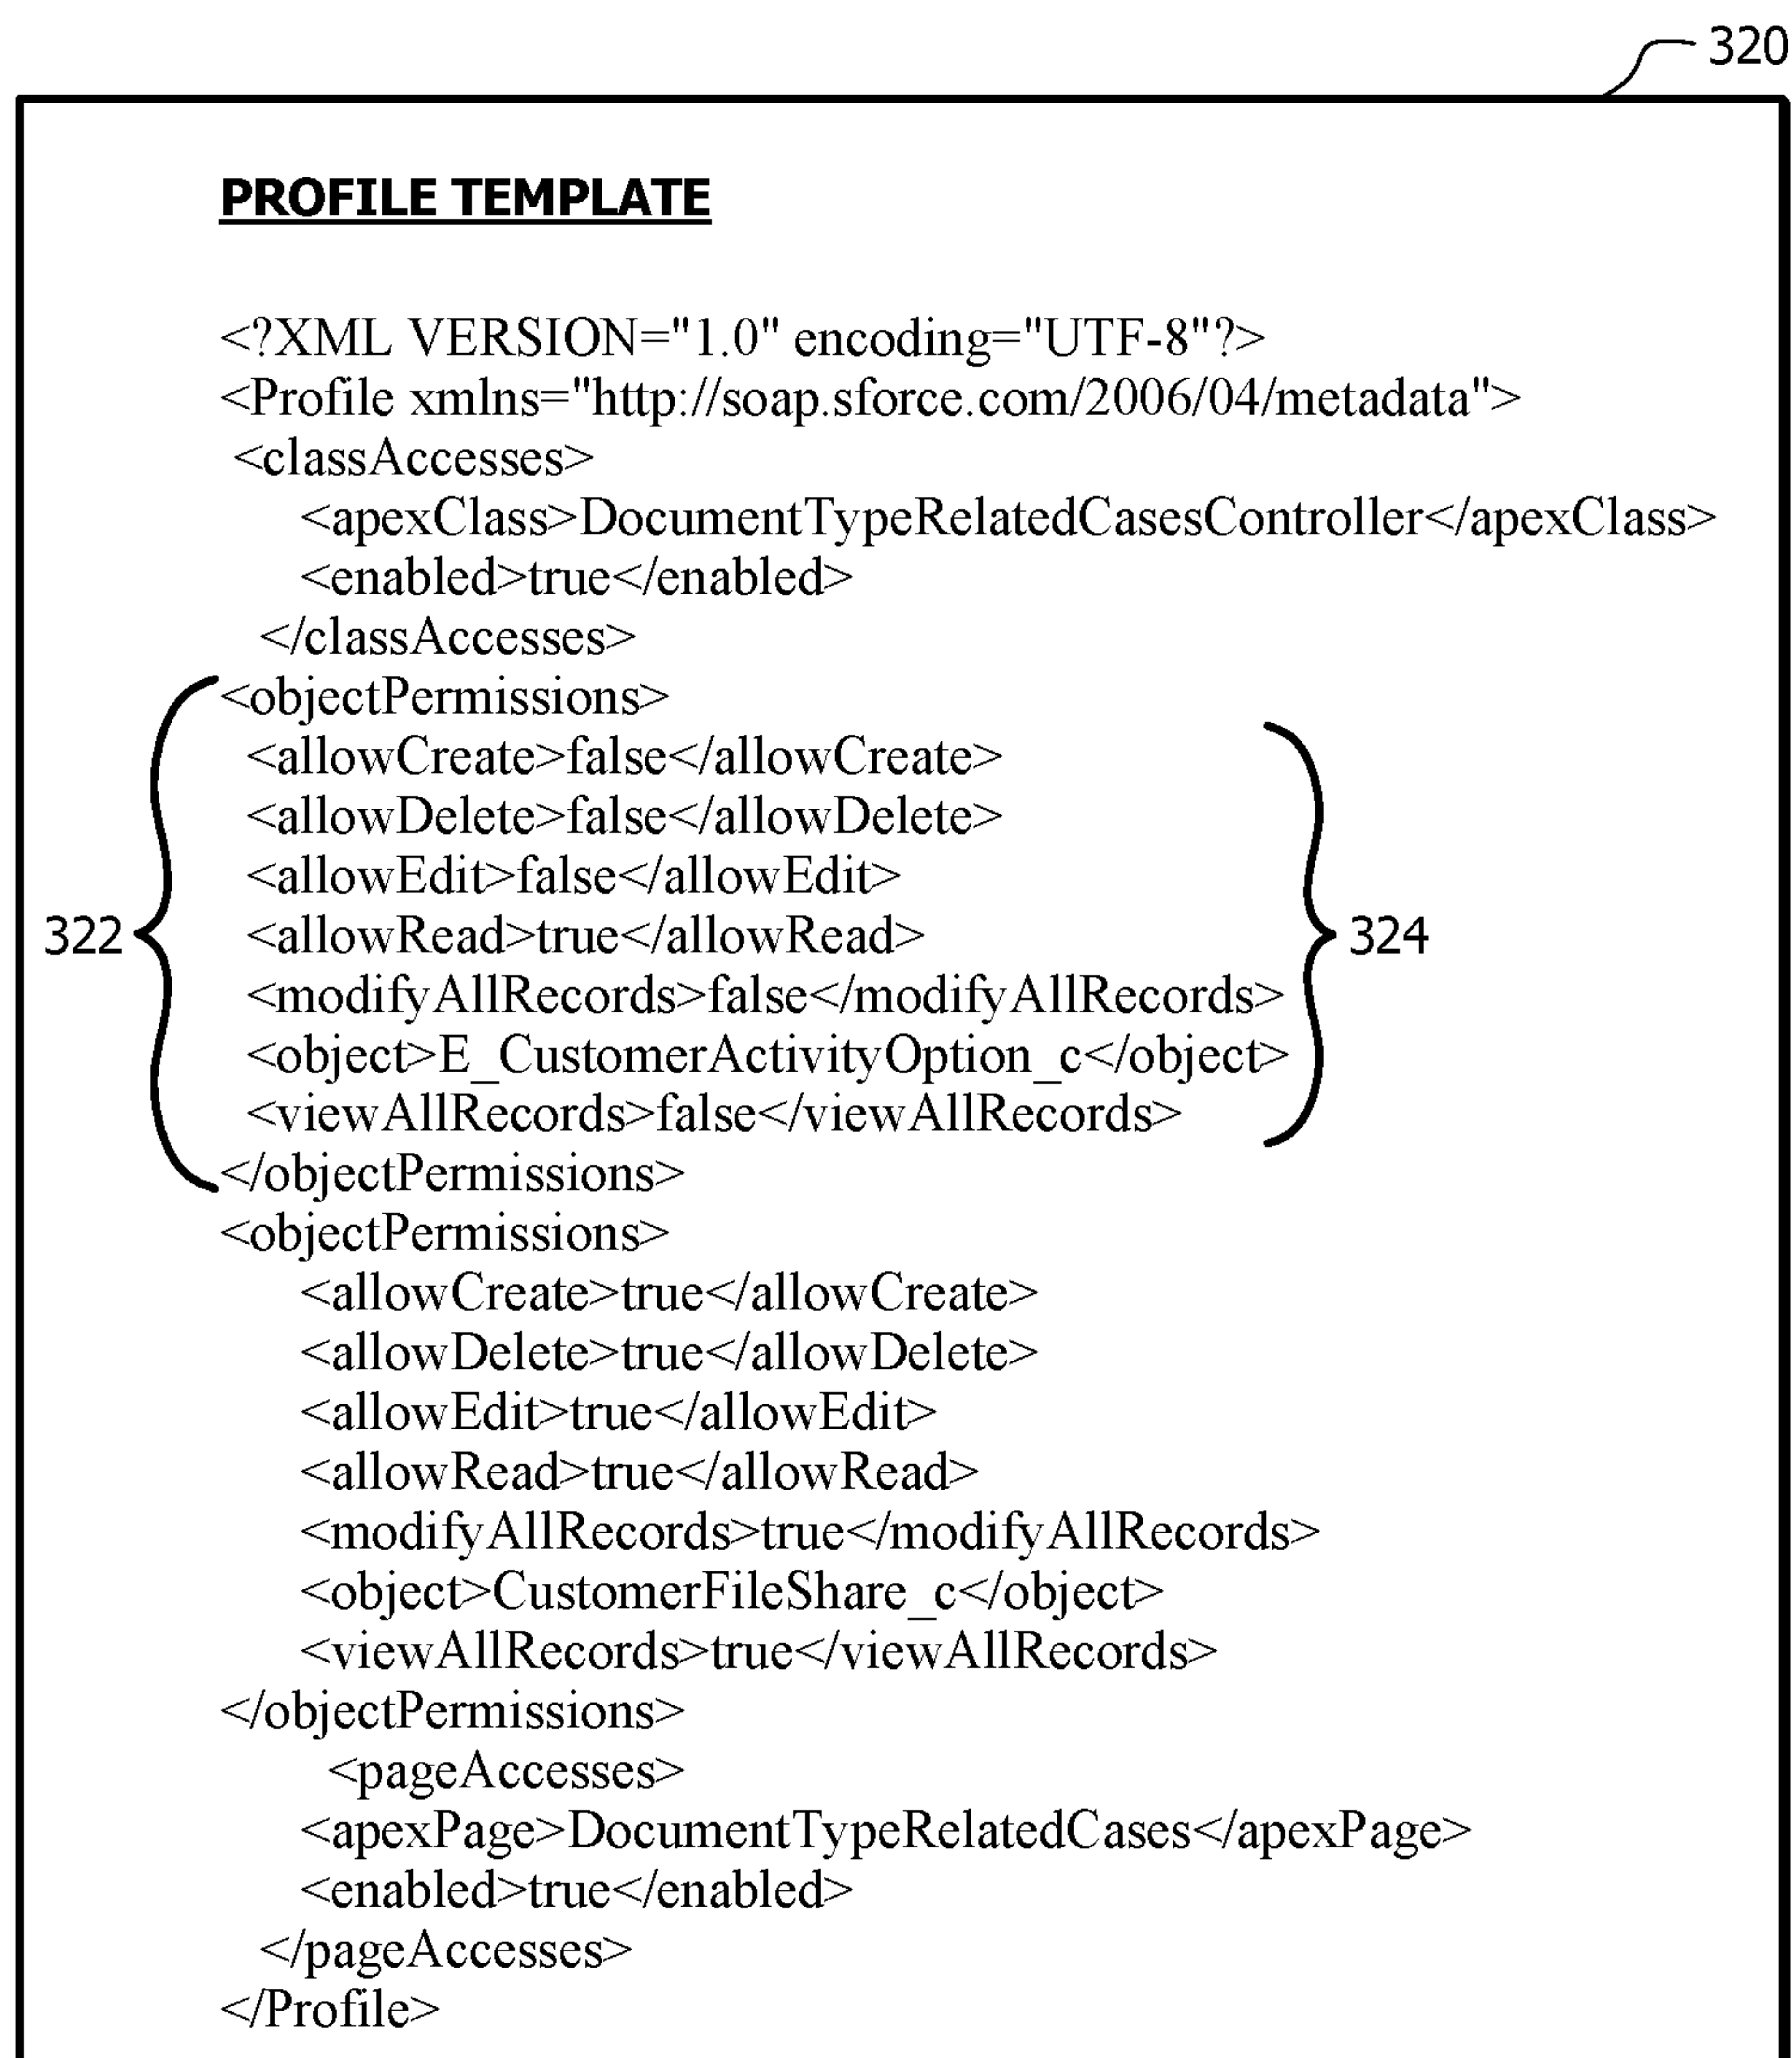 320
PROFILE TEMPLATE
<?XML VERSION="1.0" encoding="UTF-8"?>
<Profile xmlns="http://soap.sforce.com/2006/04/metadata">
<classAccesses>
<apexClass>DocumentTypeRelatedCasesController</apexClass>
<enabled>true</enabled>
</classAccesses>
<objectPermissions>
<allowCreate>false</allowCreate>
<allowDelete>false</allowDelete>
<allowEdit>false</allowEdit>
322 <allowRead>true</allowRead> 324
<modifyAllRecords>false</modifyAllRecords>
<object>E_CustomerActivityOption_c</object>
<viewAllRecords>false</viewAllRecords>
</objectPermissions>
<objectPermissions>
<allowCreate>true</allowCreate>
<allowDelete>true</allowDelete>
<allowEdit>true</allowEdit>
<allowRead>true</allowRead>
<modifyAllRecords>true</modifyAllRecords>
<object>CustomerFileShare_c</object>
<viewAllRecords>true</viewAllRecords>
</objectPermissions>
<pageAccesses>
<apexPage>DocumentTypeRelatedCases</apexPage>
<enabled>true</enabled>
</pageAccesses>
</Profile>